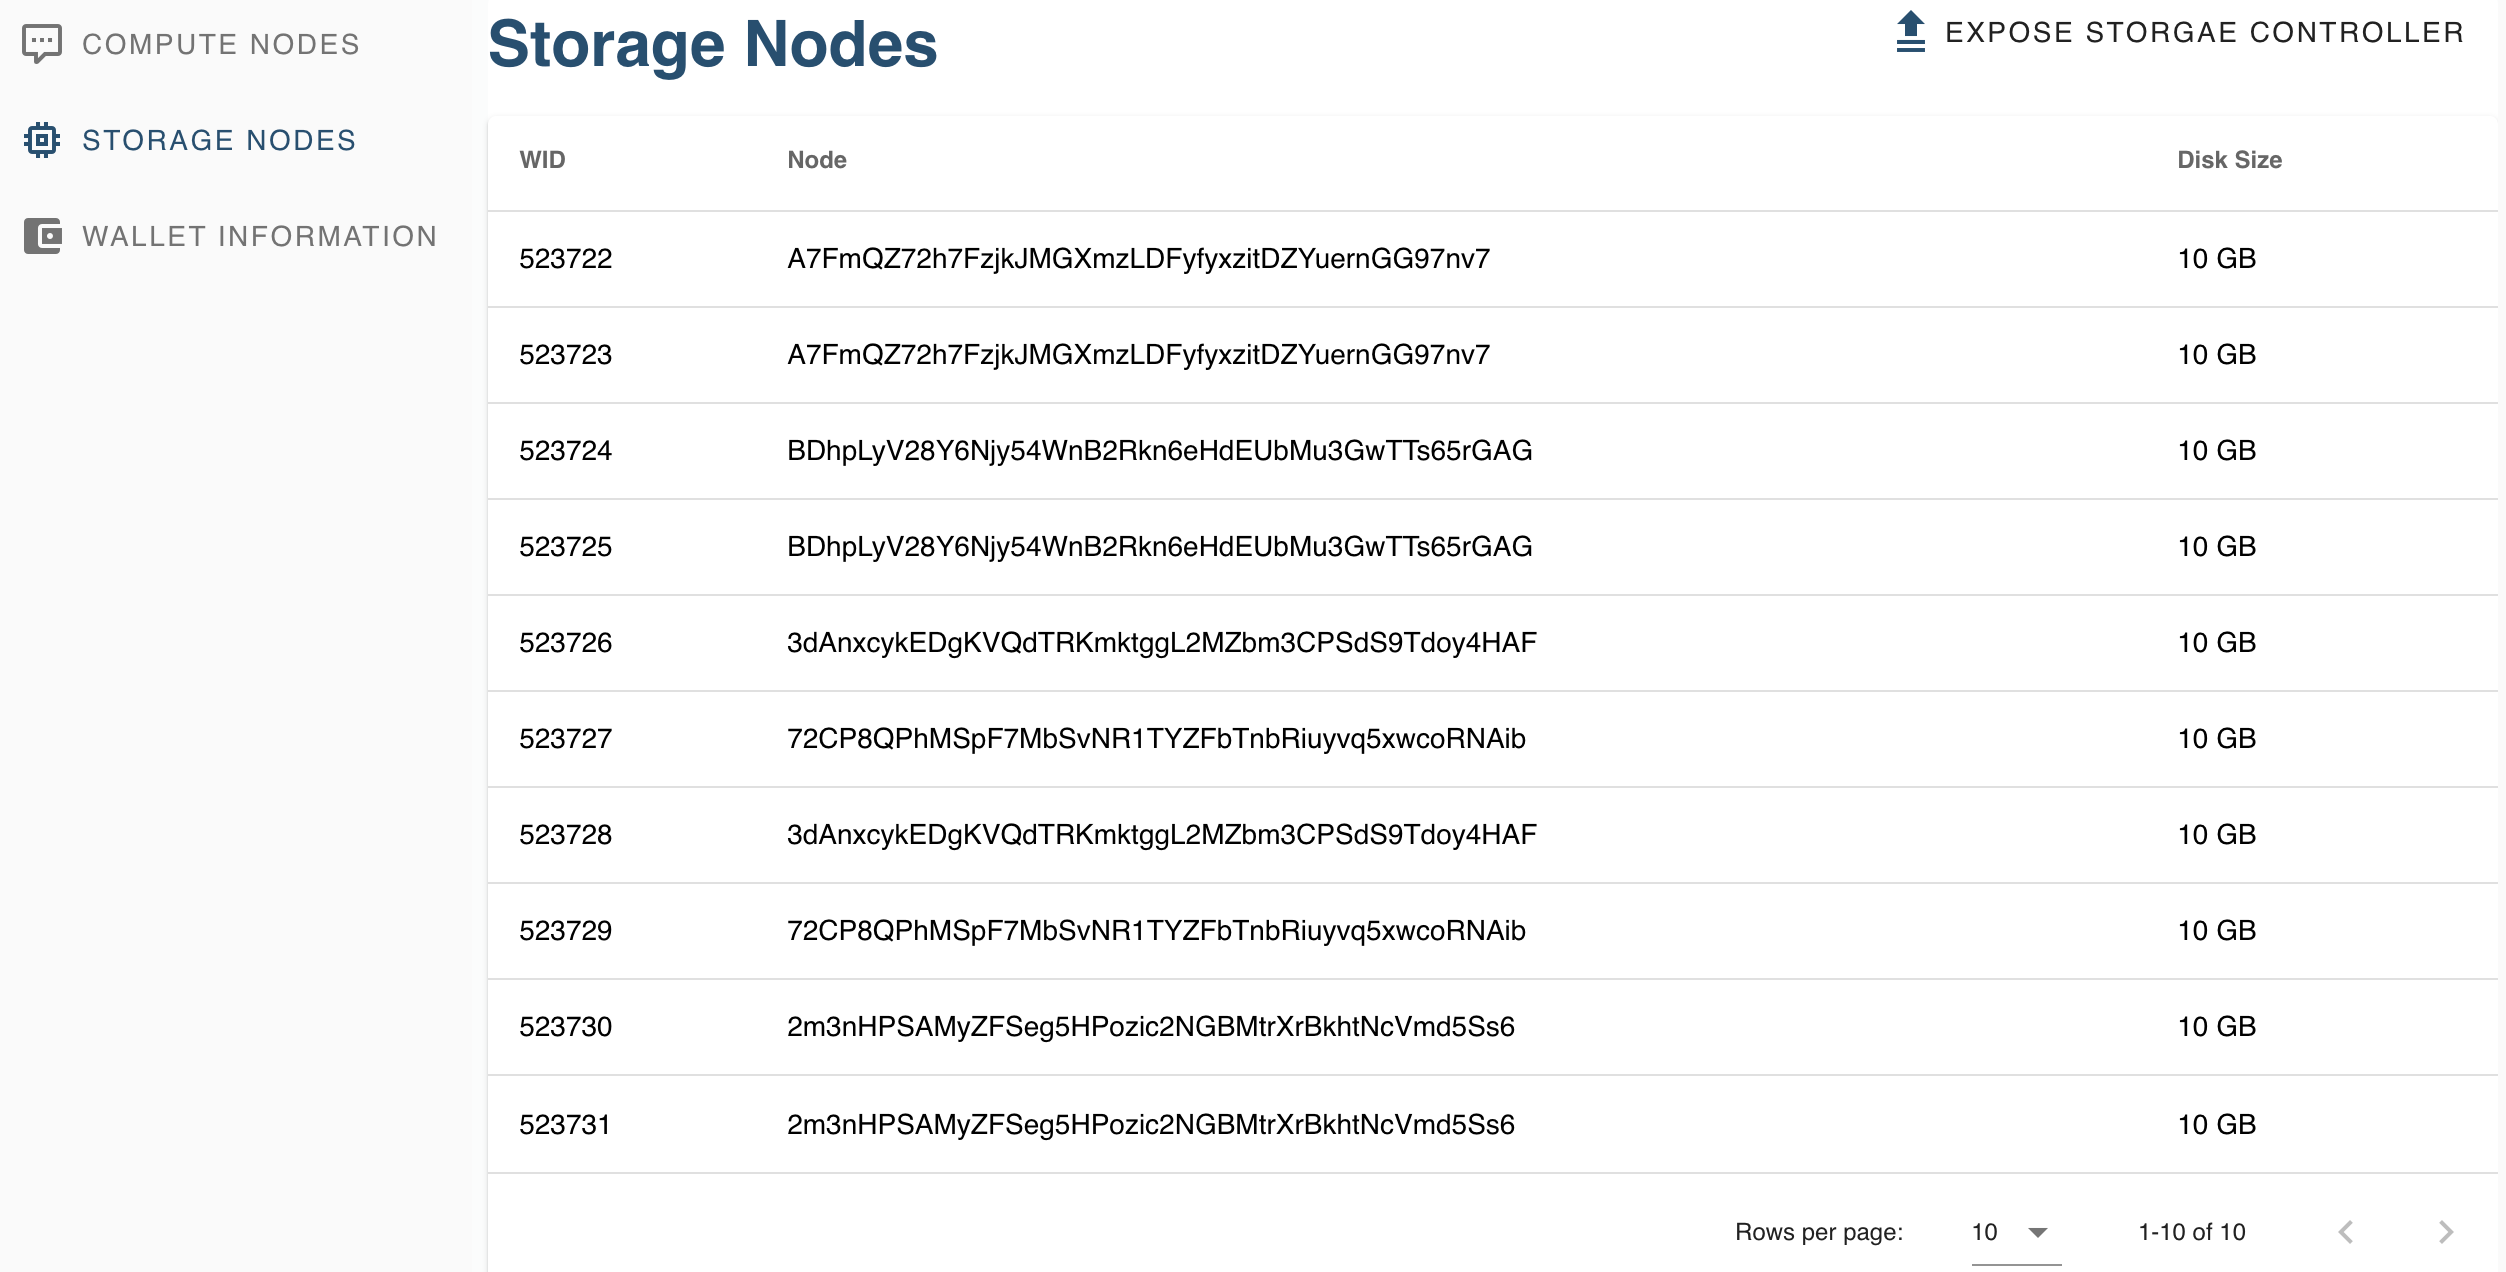 COMPUTE NODES
STORAGE NODES
WALLET INFORMATION
Storage Nodes
EXPOSE STORGAE CONTROLLER
WID Node Disk Size
523722 A7FmQZ72h7FzjkJMGXmzLDFyfyxzitDZYuernGG97nv7 10 GB
523723 A7FmQZ72h7FzjkJMGXmzLDFyfyxzitDZYuernGG97nv7 10 GB
523724 BDhpLyV28Y6Njy54WnB2Rkn6eHdEUbMu3GwTTs65rGAG 10 GB
523725 BDhpLyV28Y6Njy54WnB2Rkn6eHdEUbMu3GwTTs65rGAG 10 GB
523726 3dAnxcykEDgKVQdTRKmktggL2MZbm3CPSdS9Tdoy4HAF 10 GB
523727 72CP8QPhMSpF7MbSvNR1TYZFbTnbRiuyvq5xwcoRNAib 10 GB
523728 3dAnxcykEDgKVQdTRKmktggL2MZbm3CPSdS9Tdoy4HAF 10 GB
523729 72CP8QPhMSpF7MbSvNR1TYZFbTnbRiuyvq5xwcoRNAib 10 GB
523730 2m3nHPSAMyZFSeg5HPozic2NGBMtrXrBkhtNcVmd5Ss6 10 GB
523731 2m3nHPSAMyZFSeg5HPozic2NGBMtrXrBkhtNcVmd5Ss6 10 GB
Rows per page: 10 1-10 of 10